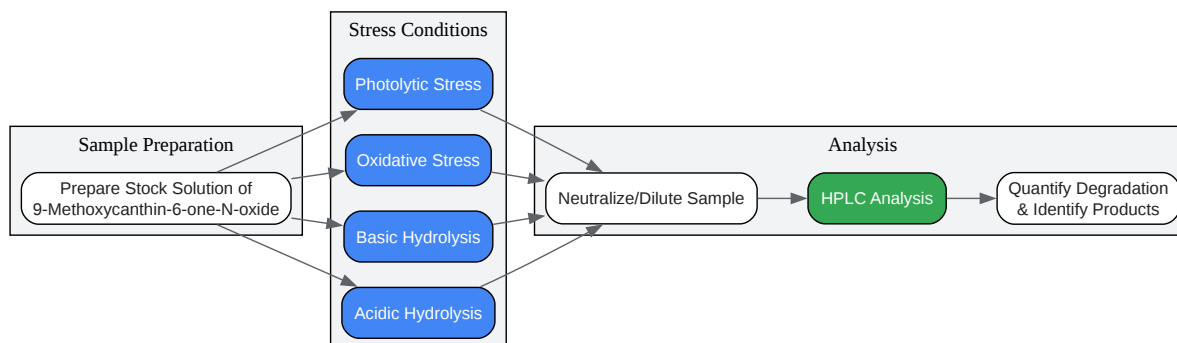 Sample Preparation
Prepare Stock Solution of
9-Methoxycanthin-6-one-N-oxide
Stress Conditions
Photolytic Stress
Oxidative Stress
Basic Hydrolysis
Acidic Hydrolysis
Analysis
Neutralize/Dilute Sample
HPLC Analysis
Quantify Degradation
& Identify Products